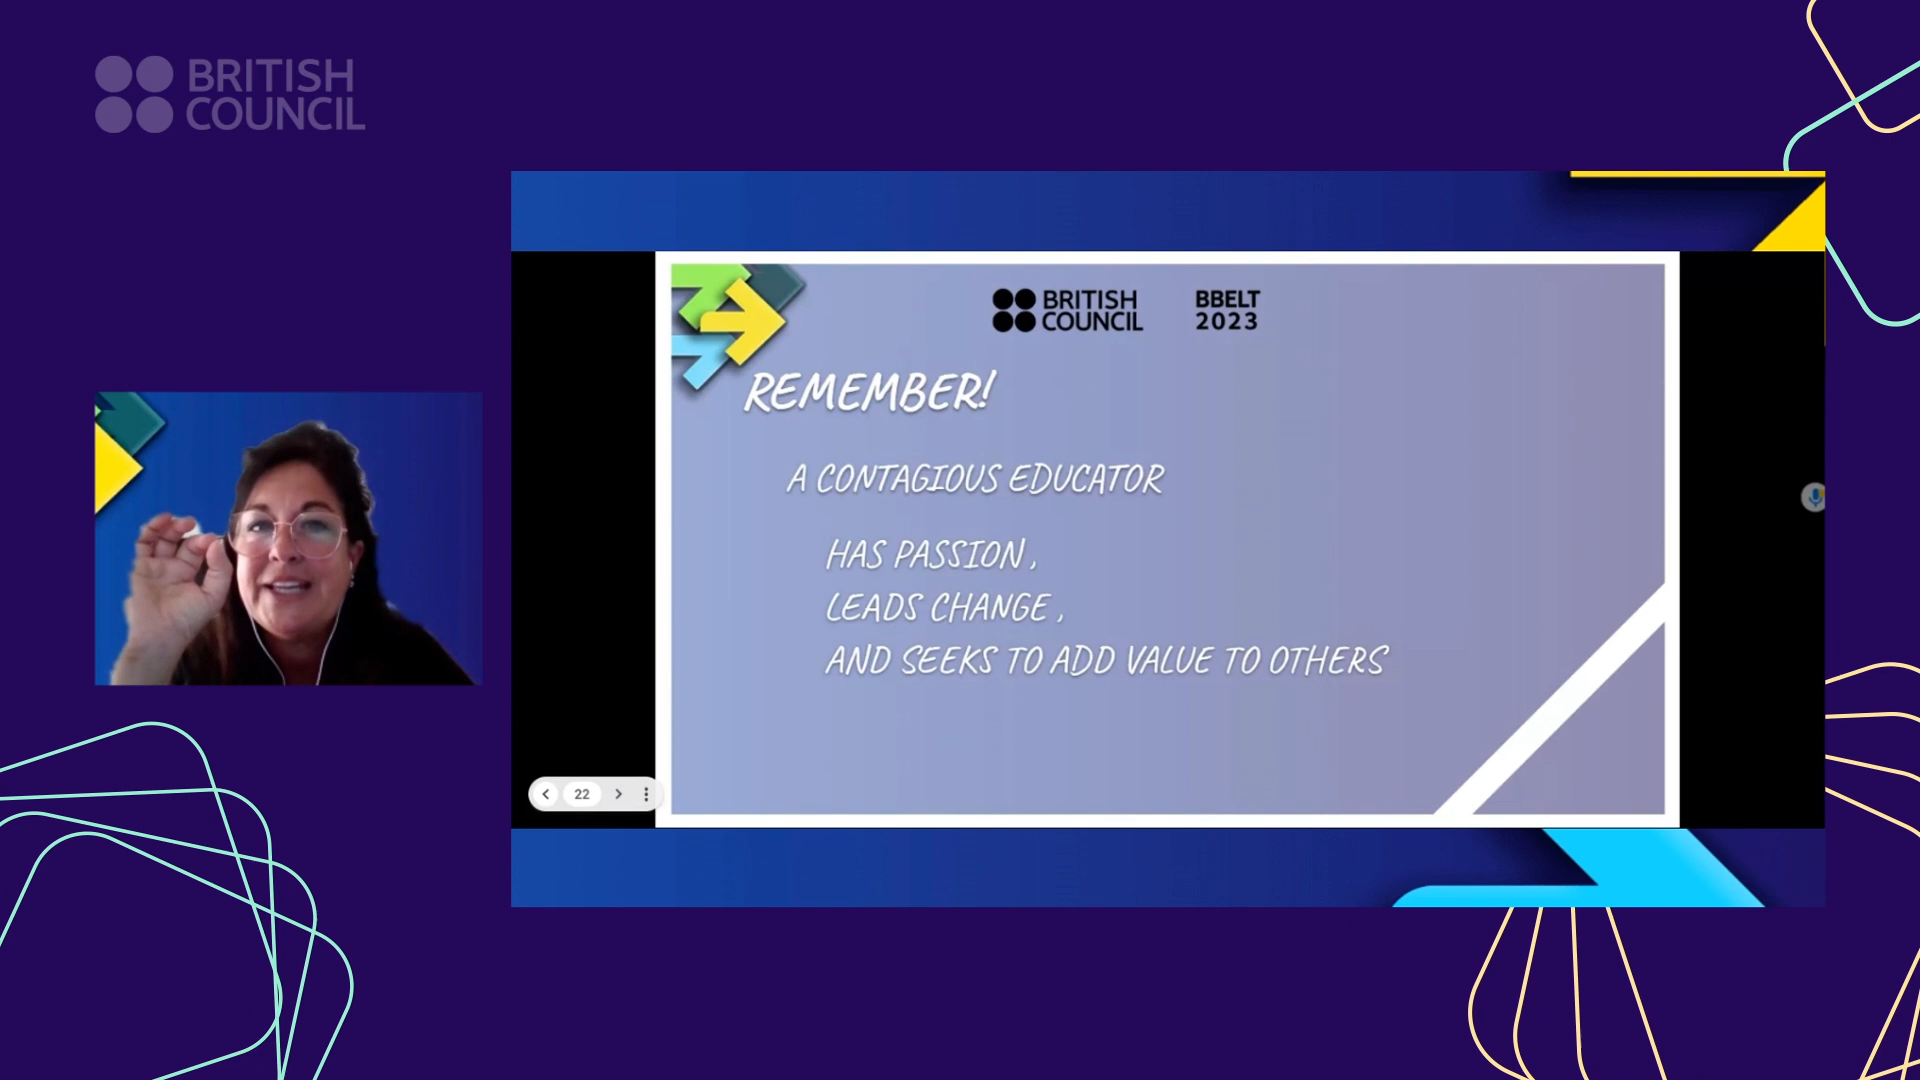 BRITISH
COUNCIL
BRITISH
COUNCIL
BBELT
2023
REMEMBER!
A CONTAGIOUS EDUCATOR
HAS PASSION ,
LEADS CHANGE ,
AND SEEKS TO ADD VALUE TO OTHERS
22